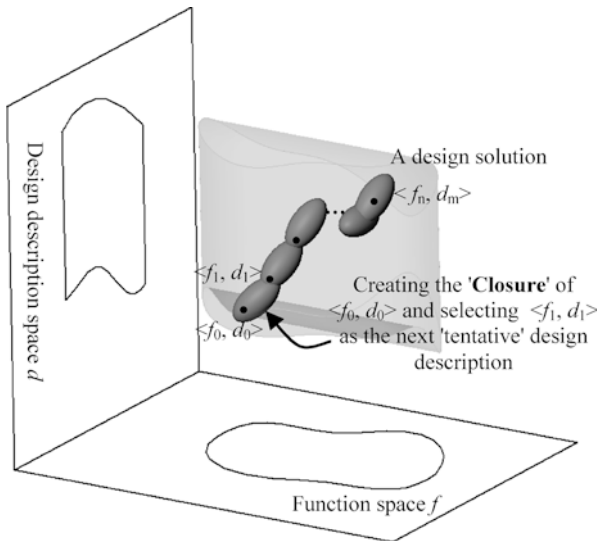 Design description space d
A design solution
<fn, dm>
<f1, d1>
Creating the 'Closure' of
<f0, d0> and selecting <f1, d1>
as the next 'tentative' design
description
<f0, d0>
Function space f